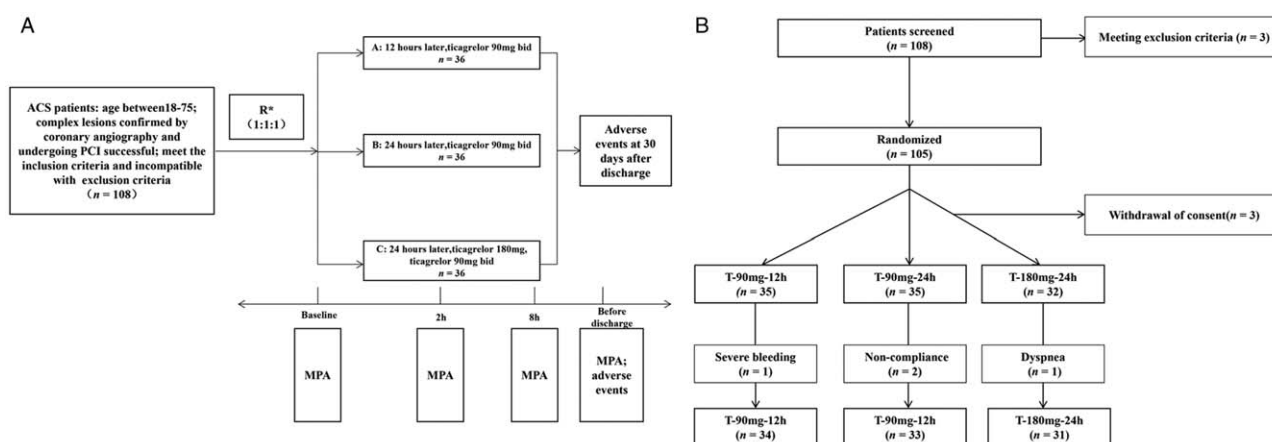 A
ACS patients: age between18-75;
complex lesions confirmed by
coronary angiography and
undergoing PCI successful; meet the
inclusion criteria and incompatible
with exclusion criteria
(n = 108)
R*
(1:1:1)
A: 12 hours later,ticagrelor 90mg bid
n = 36
B: 24 hours later,ticagrelor 90mg bid
n = 36
C: 24 hours later,ticagrelor 180mg,
ticagrelor 90mg bid
n = 36
Adverse
events at 30
days after
discharge
Baseline
2h
8h
Before
discharge
MPA
MPA
MPA
MPA;
adverse
events
B
Patients screened
(n = 108)
Meeting exclusion criteria (n = 3)
Randomized
(n = 105)
Withdrawal of consent(n = 3)
T-90mg-12h
(n = 35)
T-90mg-24h
(n = 35)
T-180mg-24h
(n = 32)
Severe bleeding
(n = 1)
Non-compliance
(n = 2)
Dyspnea
(n = 1)
T-90mg-12h
(n = 34)
T-90mg-12h
(n = 33)
T-180mg-24h
(n = 31)